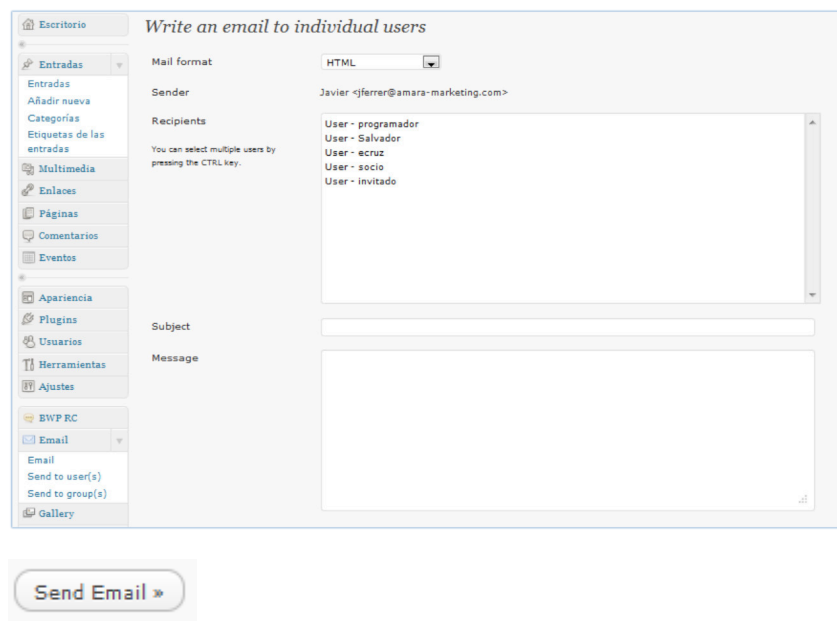 Escritorio
Entradas
Entradas
Añadir nueva
Categorías
Etiquetas de las
entradas
Multimedia
Enlaces
Páginas
Comentarios
Eventos
Apariencia
Plugins
Usuarios
Herramientas
Ajustes
BWP RC
Email
Email
Send to user(s)
Send to group(s)
Gallery
Write an email to individual users
Mail format
HTML
Sender
Javier <jferrer@amara-marketing.com>
Recipients
You can select multiple users by
pressing the CTRL key.
User - programador
User - Salvador
User - ecruz
User - socio
User - invitado
Subject
Message
Send Email »